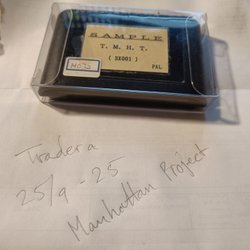 SAMPLE
T. M. H. T.
( SX001 )
PAL
Tradera
25/9 - 25
Manhattan Project